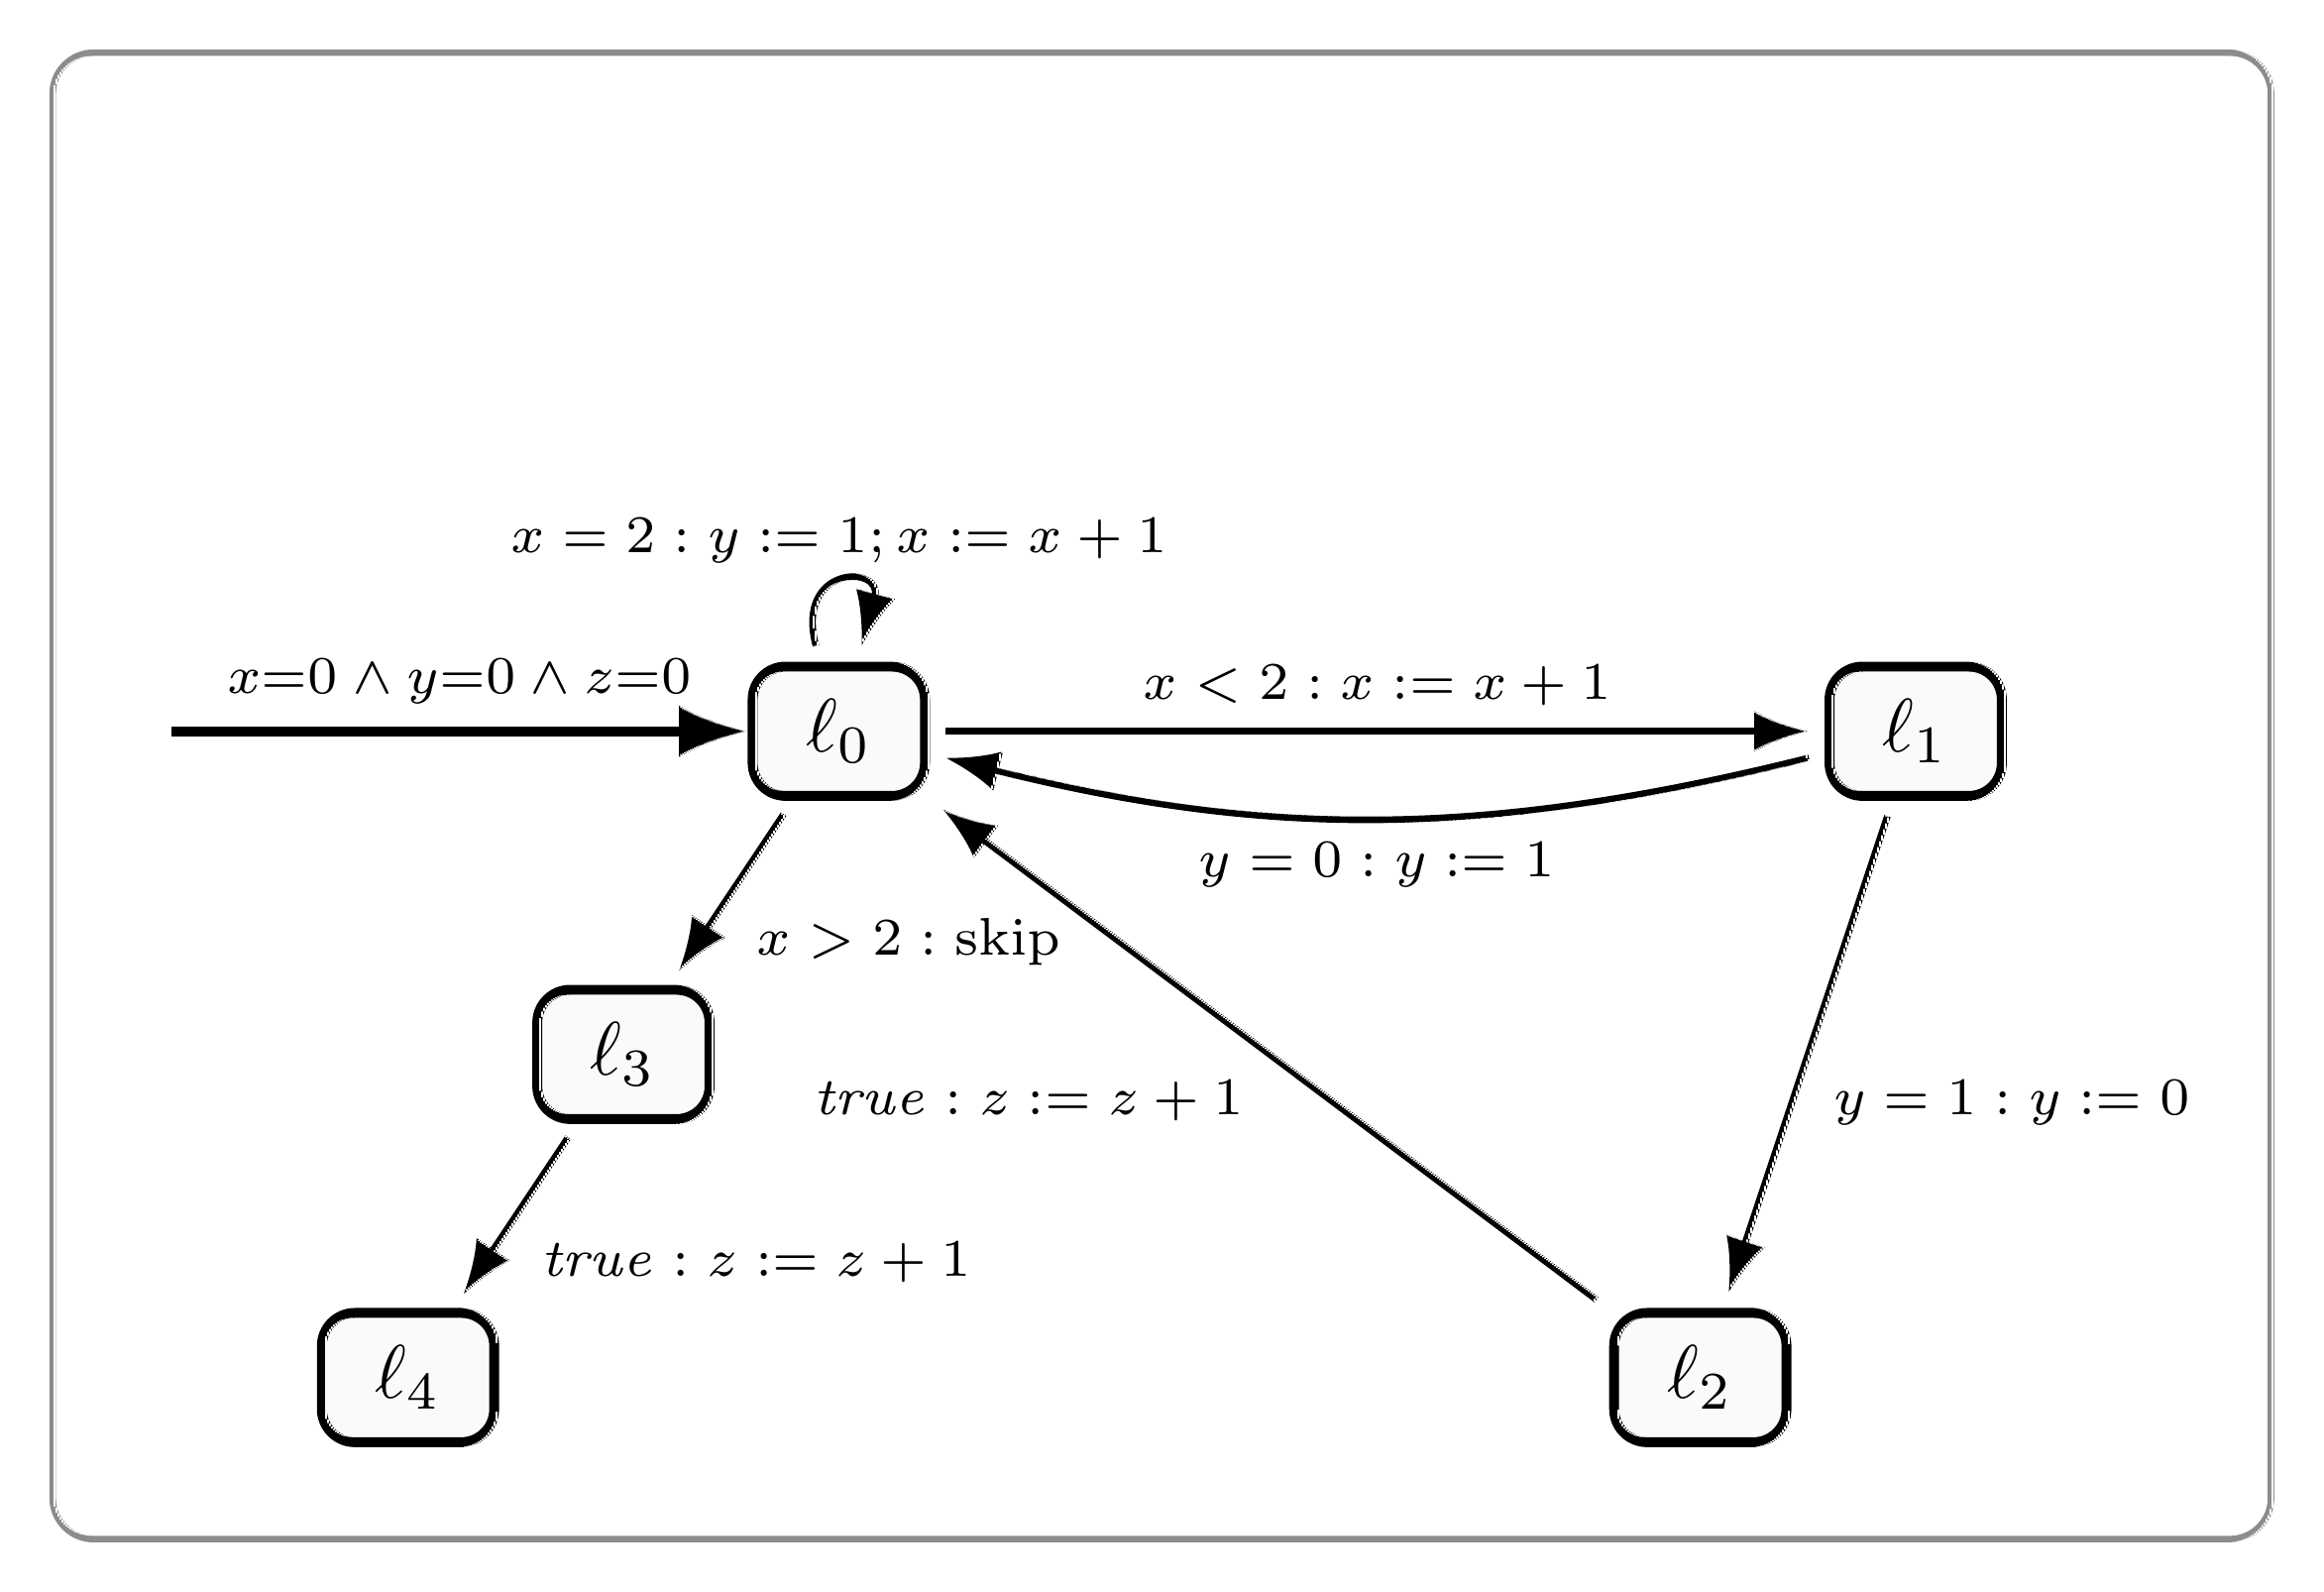 x = 2 : y := 1; x := x + 1
x=0 ∧ y=0 ∧ z=0
ℓ0
x < 2 : x := x + 1
ℓ1
y = 0 : y := 1
x > 2 : skip
ℓ3
true : z := z + 1
y = 1 : y := 0
true : z := z + 1
ℓ4
ℓ2